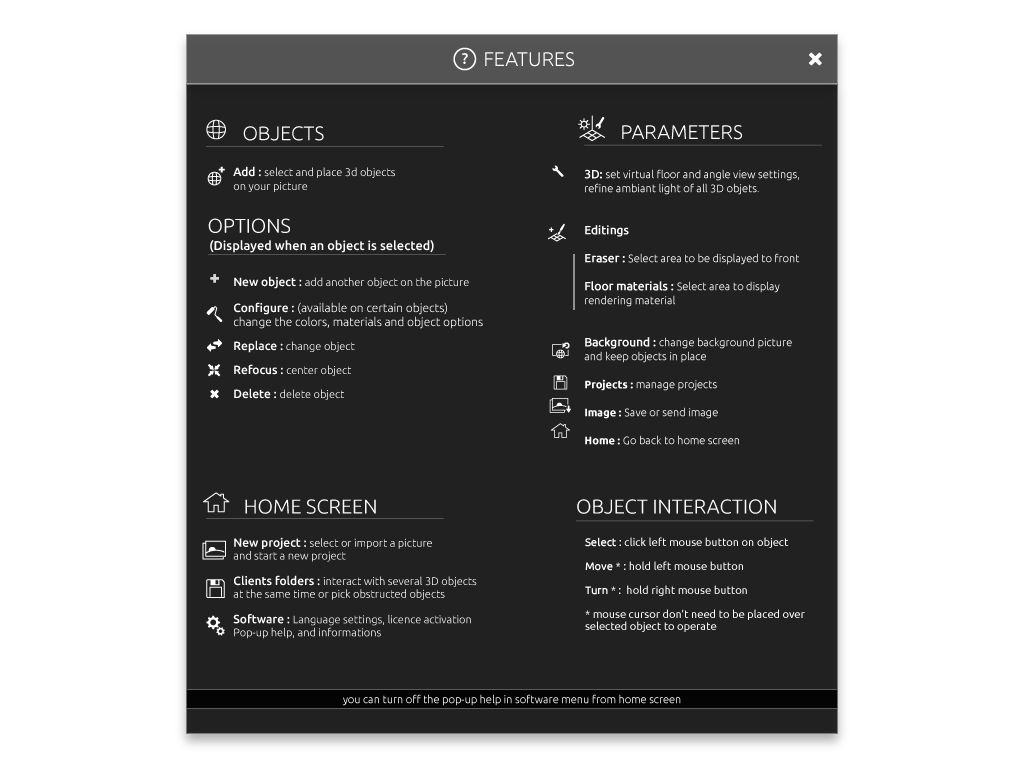 ? FEATURES
OBJECTS
Add : select and place 3d objects
on your picture
OPTIONS
(Displayed when an object is selected)
New object : add another object on the picture
Configure : (available on certain objects)
change the colors, materials and object options
Replace : change object
Refocus : center object
Delete : delete object
PARAMETERS
3D: set virtual floor and angle view settings,
refine ambiant light of all 3D objets.
Editings
Eraser : Select area to be displayed to front
Floor materials : Select area to display
rendering material
Background : change background picture
and keep objects in place
Projects : manage projects
Image : Save or send image
Home : Go back to home screen
HOME SCREEN
New project : select or import a picture
and start a new project
Clients folders : interact with several 3D objects
at the same time or pick obstructed objects
Software : Language settings, licence activation
Pop-up help, and informations
OBJECT INTERACTION
Select : click left mouse button on object
Move * : hold left mouse button
Turn * : hold right mouse button
* mouse cursor don't need to be placed over
selected object to operate
you can turn off the pop-up help in software menu from home screen